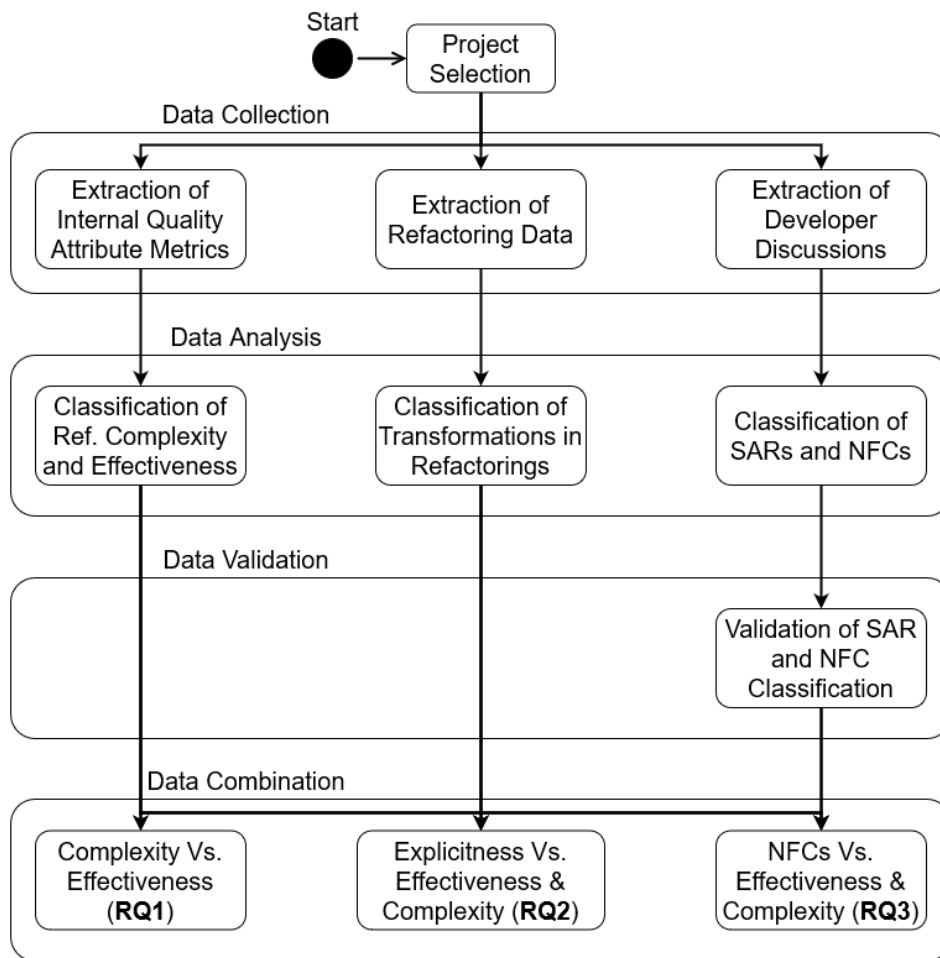 Start
Project
Selection
Data Collection
Extraction of
Internal Quality
Attribute Metrics
Extraction of
Refactoring Data
Extraction of
Developer
Discussions
Data Analysis
Classification of
Ref. Complexity
and Effectiveness
Classification of
Transformations in
Refactorings
Classification of
SARs and NFCs
Data Validation
Validation of SAR
and NFC
Classification
Data Combination
Complexity Vs.
Effectiveness
(RQ1)
Explicitness Vs.
Effectiveness &
Complexity (RQ2)
NFCs Vs.
Effectiveness &
Complexity (RQ3)